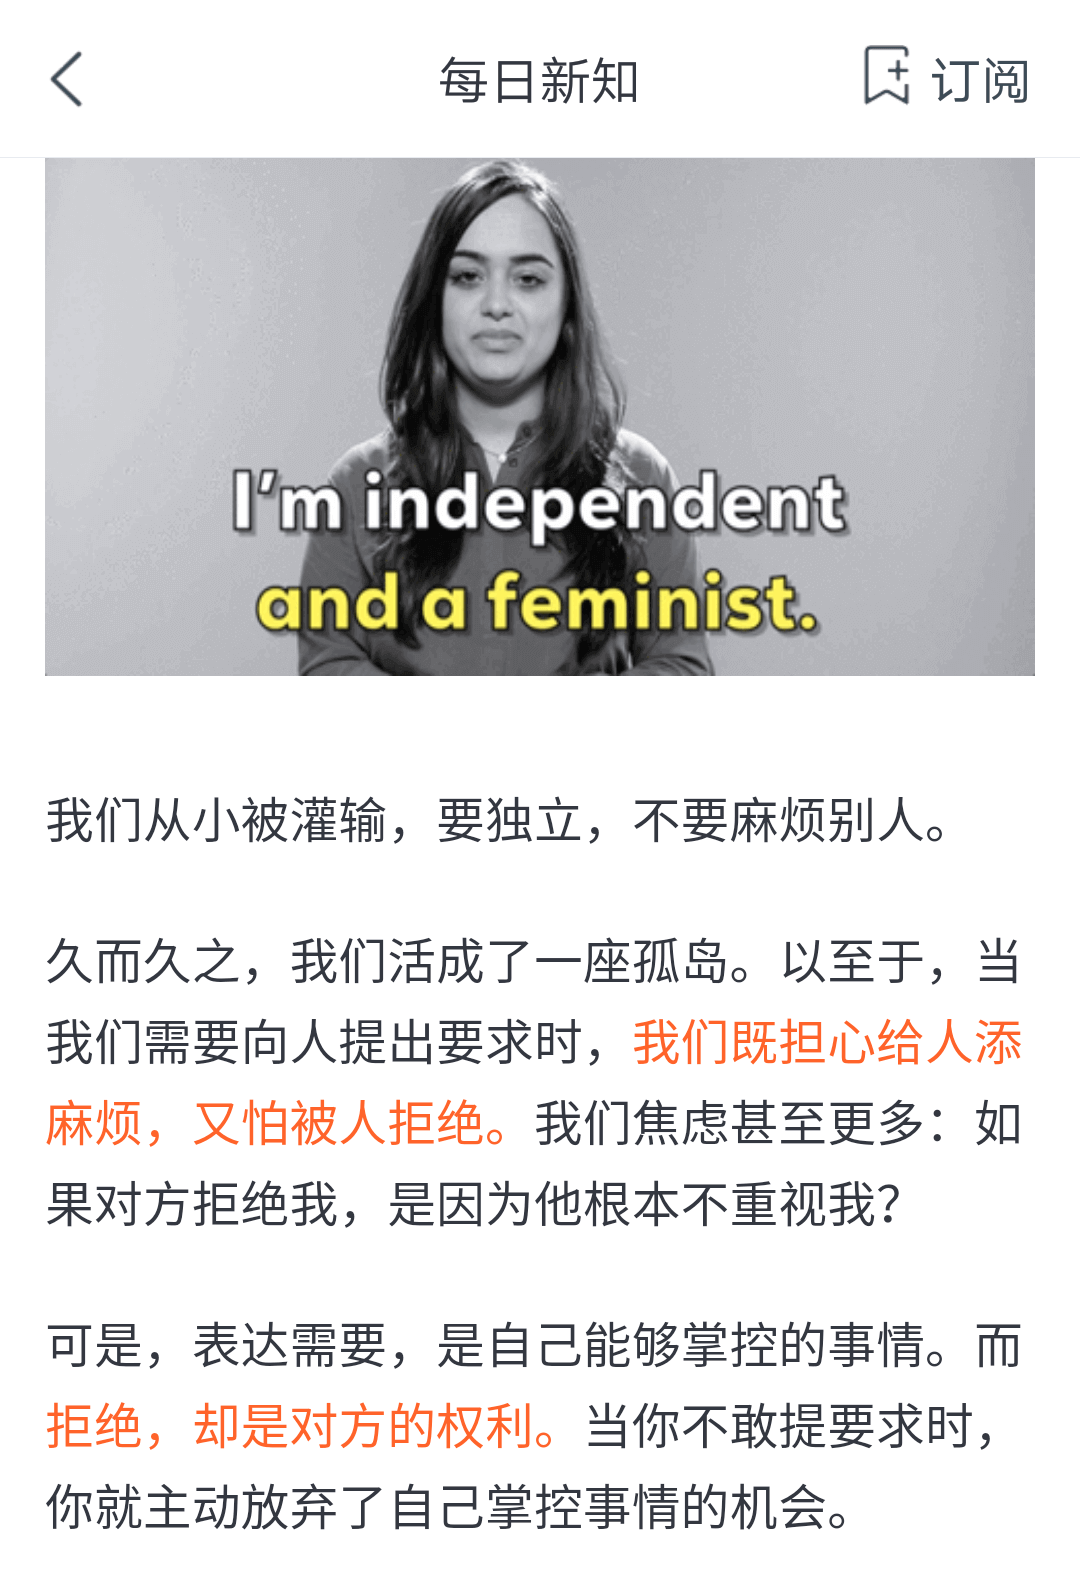 每日新知
订阅
I'm independent
and a feminist.
我们从小被灌输，要独立，不要麻烦别人。
久而久之，我们活成了一座孤岛。以至于，当
我们需要向人提出要求时，我们既担心给人添
麻烦，又怕被人拒绝。我们焦虑甚至更多：如
果对方拒绝我，是因为他根本不重视我？
可是，表达需要，是自己能够掌控的事情。而
拒绝，却是对方的权利。当你不敢提要求时，
你就主动放弃了自己掌控事情的机会。